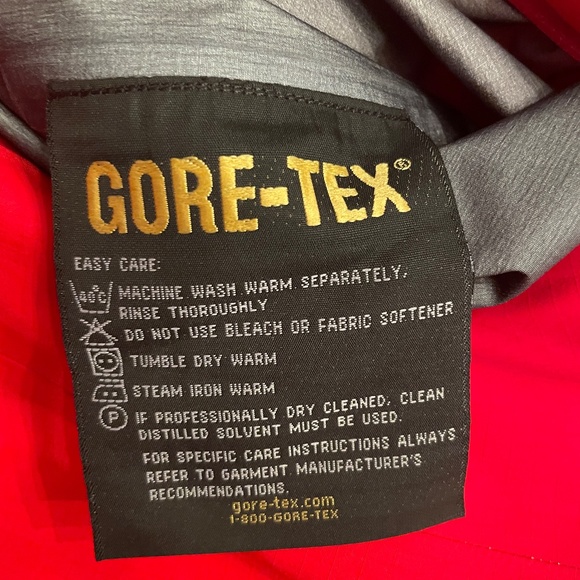 GORE-TEX®
EASY CARE:
40°C MACHINE WASH WARM SEPARATELY,
RINSE THOROUGHLY
DO NOT USE BLEACH OR FABRIC SOFTENER
TUMBLE DRY WARM
STEAM IRON WARM
P IF PROFESSIONALLY DRY CLEANED, CLEAN
DISTILLED SOLVENT MUST BE USED.
FOR SPECIFIC CARE INSTRUCTIONS ALWAYS
REFER TO GARMENT MANUFACTURER'S
RECOMMENDATIONS.
gore-tex.com
1-800-GORE-TEX